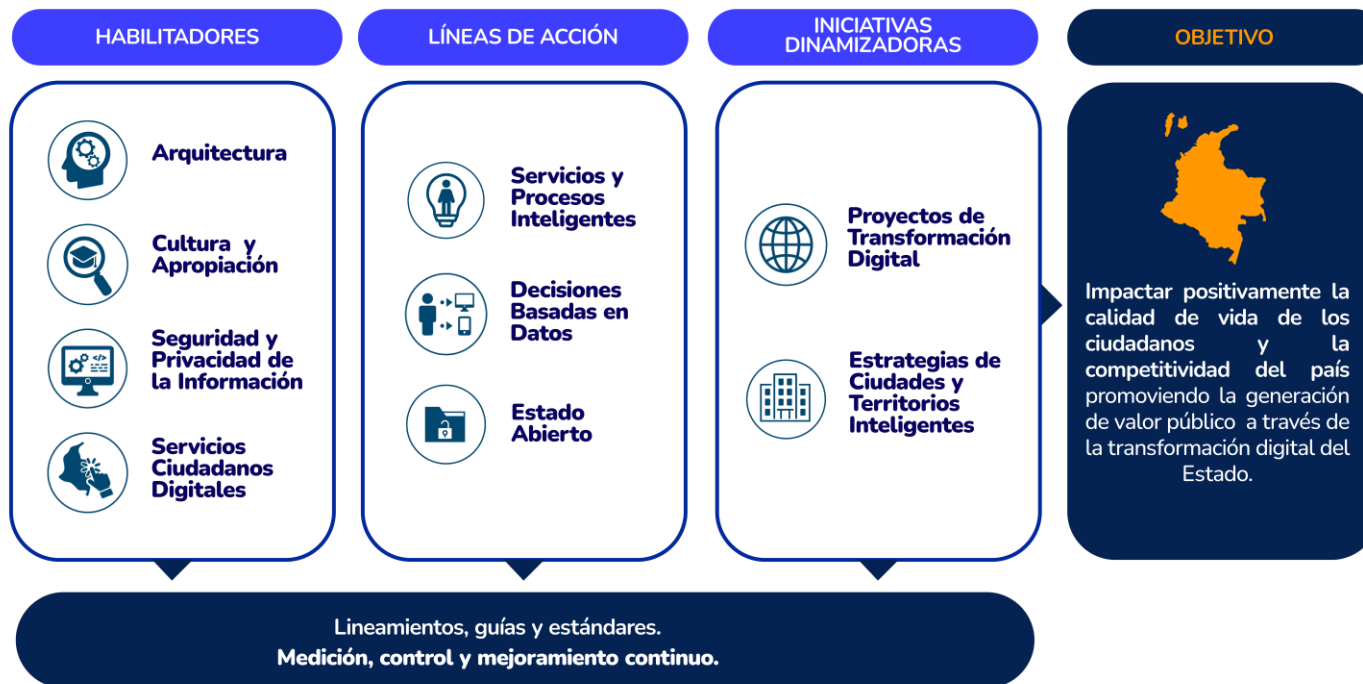 HABILITADORES
Arquitectura
Cultura y
Apropiación
Seguridad y
Privacidad de
la Información
Servicios
Ciudadanos
Digitales
LÍNEAS DE ACCIÓN
Servicios y
Procesos
Inteligentes
Decisiones
Basadas en
Datos
Estado
Abierto
INICIATIVAS
DINAMIZADORAS
Proyectos de
Transformación
Digital
Estrategias de
Ciudades y
Territorios
Inteligentes
OBJETIVO
Impactar positivamente la
calidad de vida de los
ciudadanos y la
competitividad del país
promoviendo la generación
de valor público a través de
la transformación digital del
Estado.
Lineamientos, guías y estándares.
Medición, control y mejoramiento continuo.